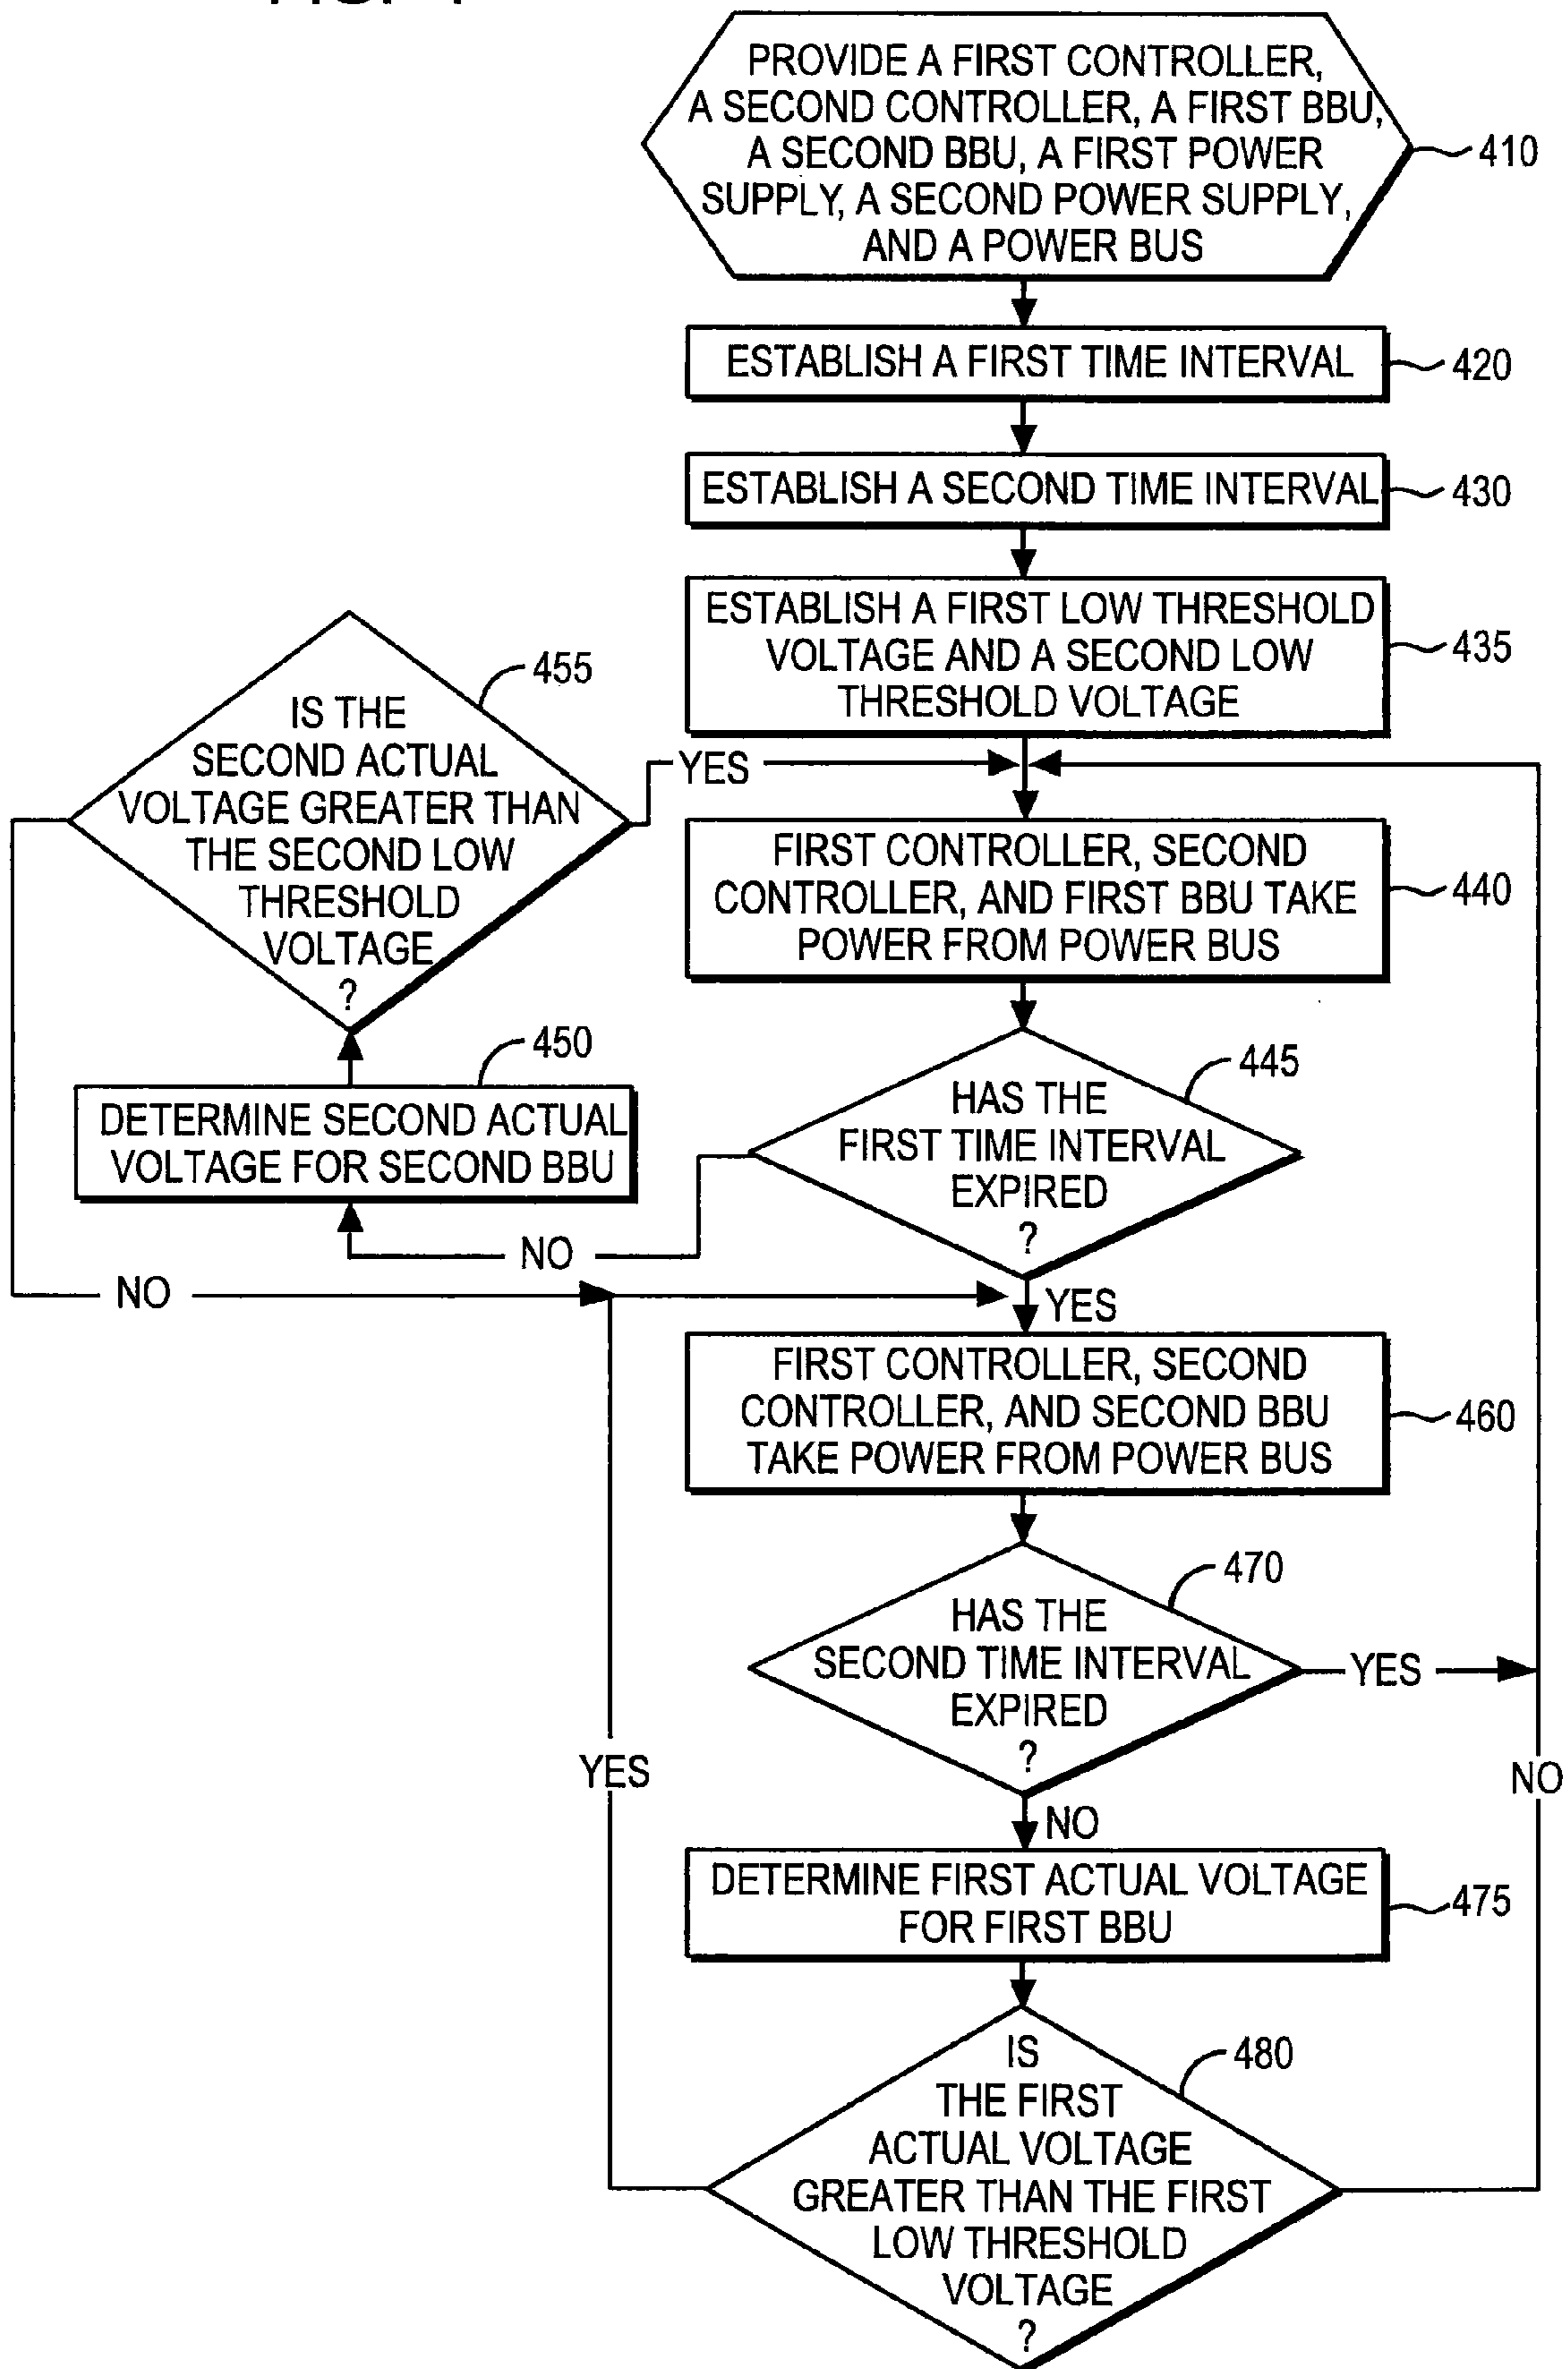 PROVIDE A FIRST CONTROLLER,
A SECOND CONTROLLER, A FIRST BBU,
A SECOND BBU, A FIRST POWER
SUPPLY, A SECOND POWER SUPPLY,
AND A POWER BUS
410
ESTABLISH A FIRST TIME INTERVAL
420
ESTABLISH A SECOND TIME INTERVAL
430
ESTABLISH A FIRST LOW THRESHOLD
VOLTAGE AND A SECOND LOW
THRESHOLD VOLTAGE
435
455
IS THE
SECOND ACTUAL
VOLTAGE GREATER THAN
THE SECOND LOW
THRESHOLD
VOLTAGE
?
YES
FIRST CONTROLLER, SECOND
CONTROLLER, AND FIRST BBU TAKE
POWER FROM POWER BUS
440
450
DETERMINE SECOND ACTUAL
VOLTAGE FOR SECOND BBU
445
HAS THE
FIRST TIME INTERVAL
EXPIRED
?
NO
NO
YES
FIRST CONTROLLER, SECOND
CONTROLLER, AND SECOND BBU
TAKE POWER FROM POWER BUS
460
470
HAS THE
SECOND TIME INTERVAL
EXPIRED
?
YES
YES
NO
NO
DETERMINE FIRST ACTUAL VOLTAGE
FOR FIRST BBU
475
480
IS
THE FIRST
ACTUAL VOLTAGE
GREATER THAN THE FIRST
LOW THRESHOLD
VOLTAGE
?